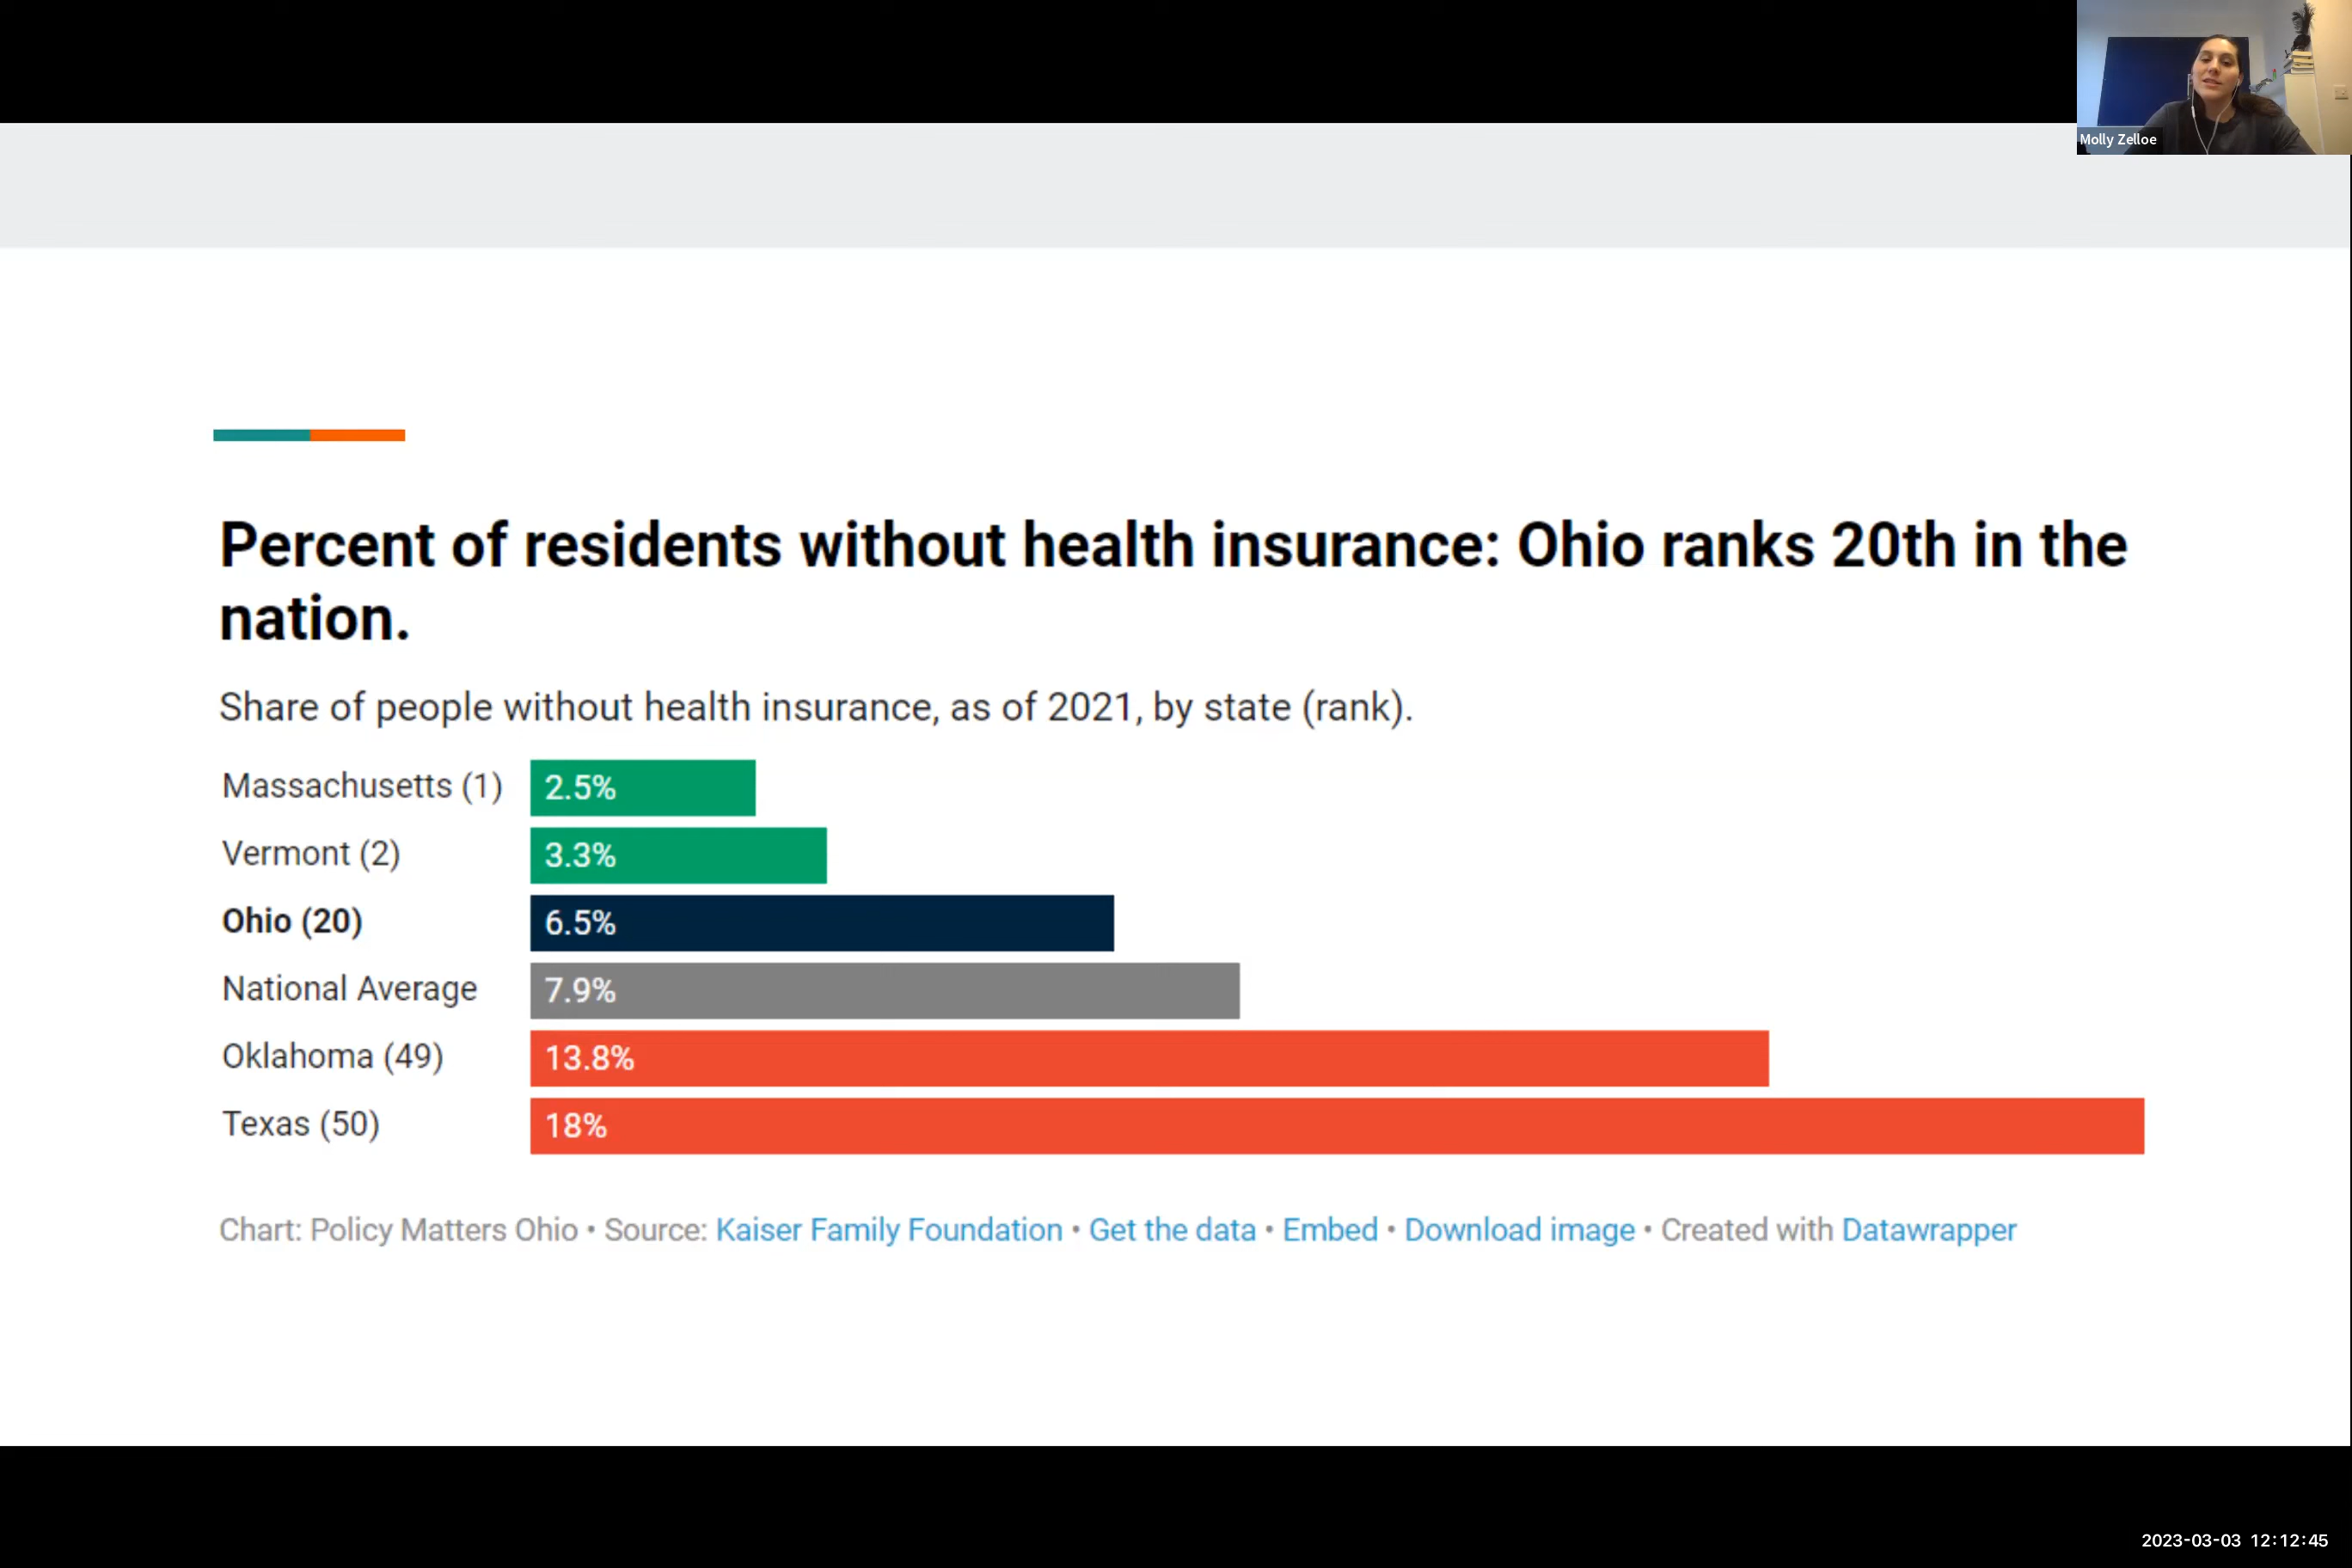 Molly Zelloe
Percent of residents without health insurance: Ohio ranks 20th in the
nation.
Share of people without health insurance, as of 2021, by state (rank).
Massachusetts (1) 2.5%
Vermont (2) 3.3%
Ohio (20) 6.5%
National Average 7.9%
Oklahoma (49) 13.8%
Texas (50) 18%
Chart: Policy Matters Ohio • Source: Kaiser Family Foundation • Get the data • Embed • Download image • Created with Datawrapper
2023-03-03 12:12:45